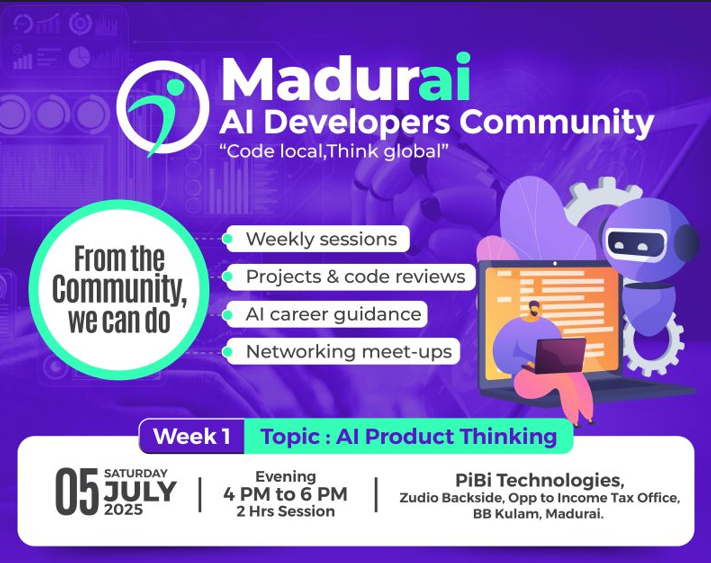 Madurai
AI Developers Community
“Code local,Think global”
From the
Community,
we can do
Weekly sessions
Projects & code reviews
AI career guidance
Networking meet-ups
Week 1 Topic : AI Product Thinking
05 SATURDAY
JULY
2025
Evening
4 PM to 6 PM
2 Hrs Session
PiBi Technologies,
Zudio Backside, Opp to Income Tax Office,
BB Kulam, Madurai.